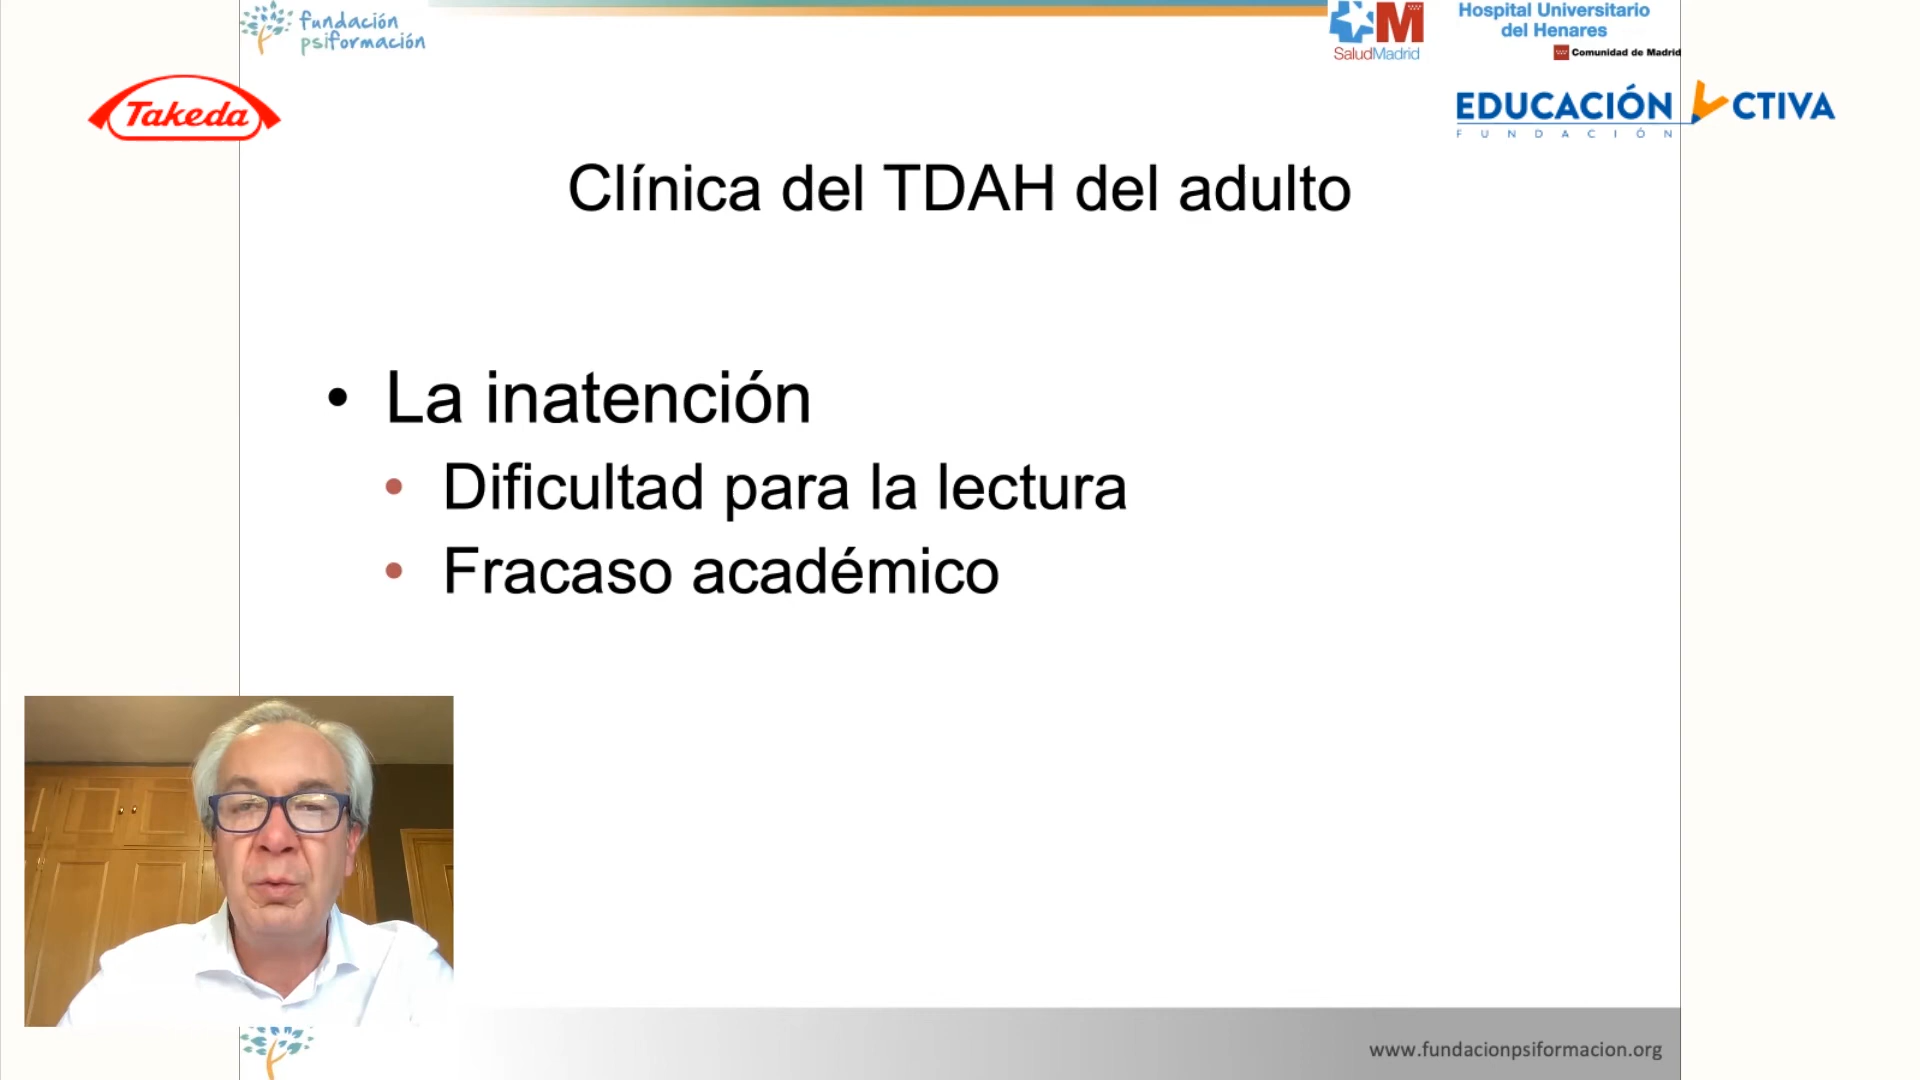 fundación
psiformación
SaludMadrid
Hospital Universitario
del Henares
Comunidad de Madrid
Takeda
EDUCACIÓN ACTIVA
FUNDACIÓN
Clínica del TDAH del adulto
• La inatención
• Dificultad para la lectura
• Fracaso académico
www.fundacionpsiformacion.org